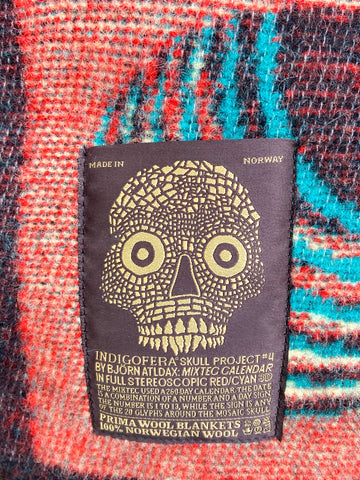 MADE IN NORWAY
INDIGOFERA SKULL PROJECT #4
BY BJÖRN ATLDAX: MIXTEC CALENDAR
IN FULL STEREOSCOPIC RED/CYAN 3D
THE MIXTEC USED A 260 DAY CALENDAR. THE DATE
IS A COMBINATION OF A NUMBER AND A DAY SIGN.
THE NUMBER IS 1 TO 13, WHILE THE SIGN IS ANY
OF THE 20 GLYPHS AROUND THE MOSAIC SKULL
PRIMA WOOL BLANKETS
100% NORWEGIAN WOOL